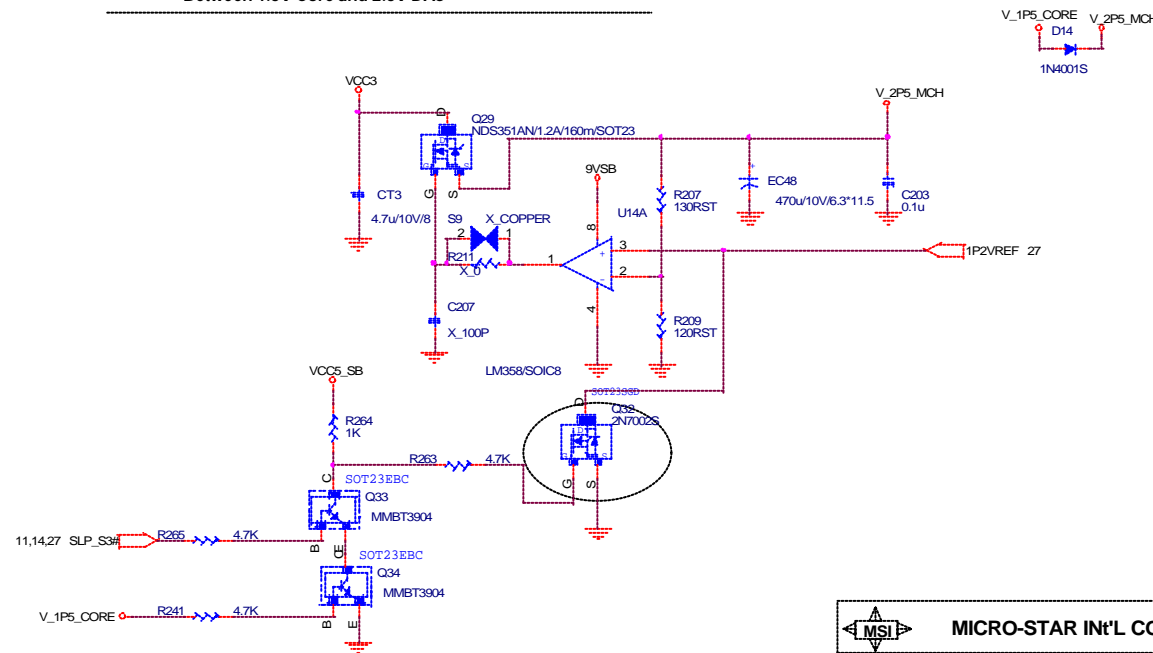 V_1P5_CORE V_2P5_MCH
D14
1N4001S
VCC3
V_2P5_MCH
D
Q29
NDS351AN/1.2A/160m/SOT23
D
G S
G
S
9VSB
CT3
4.7u/10V/8
S9 X_COPPER
2 1
R211
X_0
U14A
8
3
+
1
2
-
4
R207
130RST
EC48
+
470u/10V/6.3*11.5
C203
0.1u
1P2VREF 27
C207
X_100P
R209
120RST
LM358/SOIC8
VCC5_SB
SOT23SGD
D
Q32
2N7002S
D
G S
G
S
R264
1K
R263 4.7K
C
SOT23EBC
Q33
MMBT3904
11,14,27 SLP_S3#
R265 4.7K
B
CE
SOT23EBC
Q34
MMBT3904
V_1P5_CORE
R241 4.7K
B
E
MSI
MICRO-STAR INt'L CO